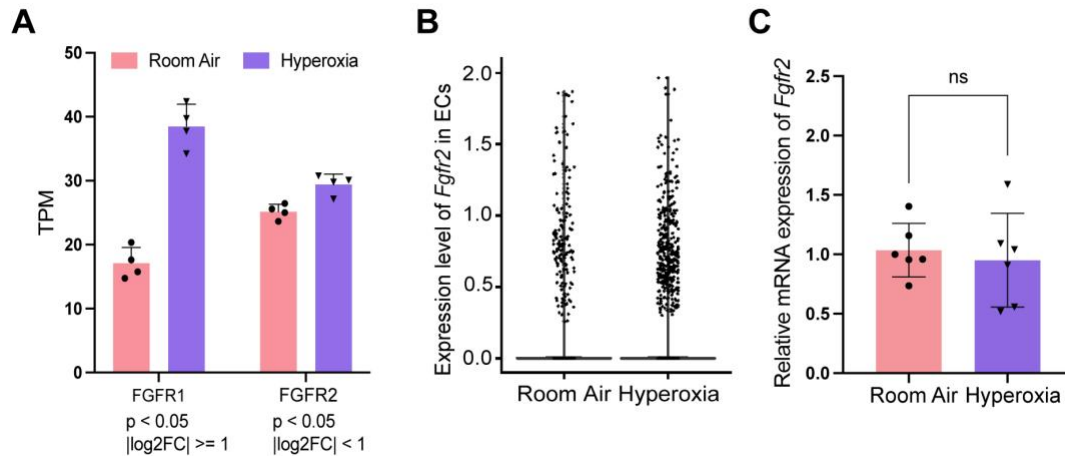 A
50
40
30
20
10
0
TPM
Room Air
Hyperoxia
FGFR1
p < 0.05
|log2FC| >= 1
FGFR2
p < 0.05
|log2FC| < 1
B
Expression level of Fgfr2 in ECs
2.0
1.5
1.0
0.5
0.0
Room Air Hyperoxia
C
Relative mRNA expression of Fgfr2
2.5
2.0
1.5
1.0
0.5
0.0
ns
Room Air Hyperoxia